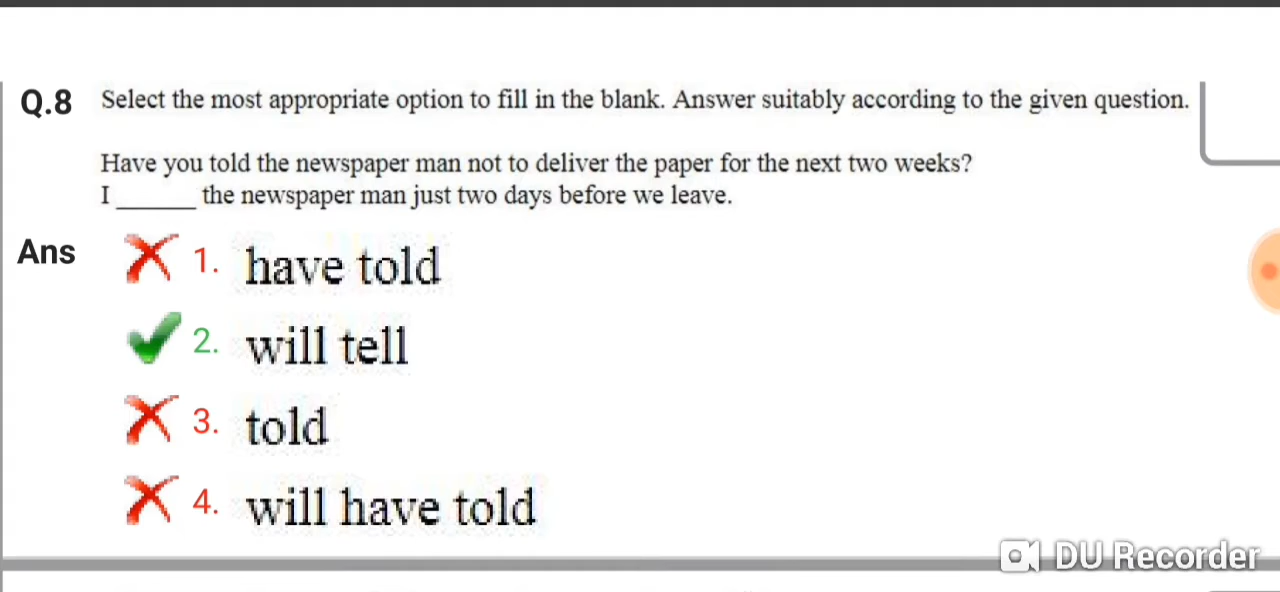 Q.8 Select the most appropriate option to fill in the blank. Answer suitably according to the given question.
Have you told the newspaper man not to deliver the paper for the next two weeks?
I ______ the newspaper man just two days before we leave.
Ans 1. have told
2. will tell
3. told
4. will have told
DU Recorder